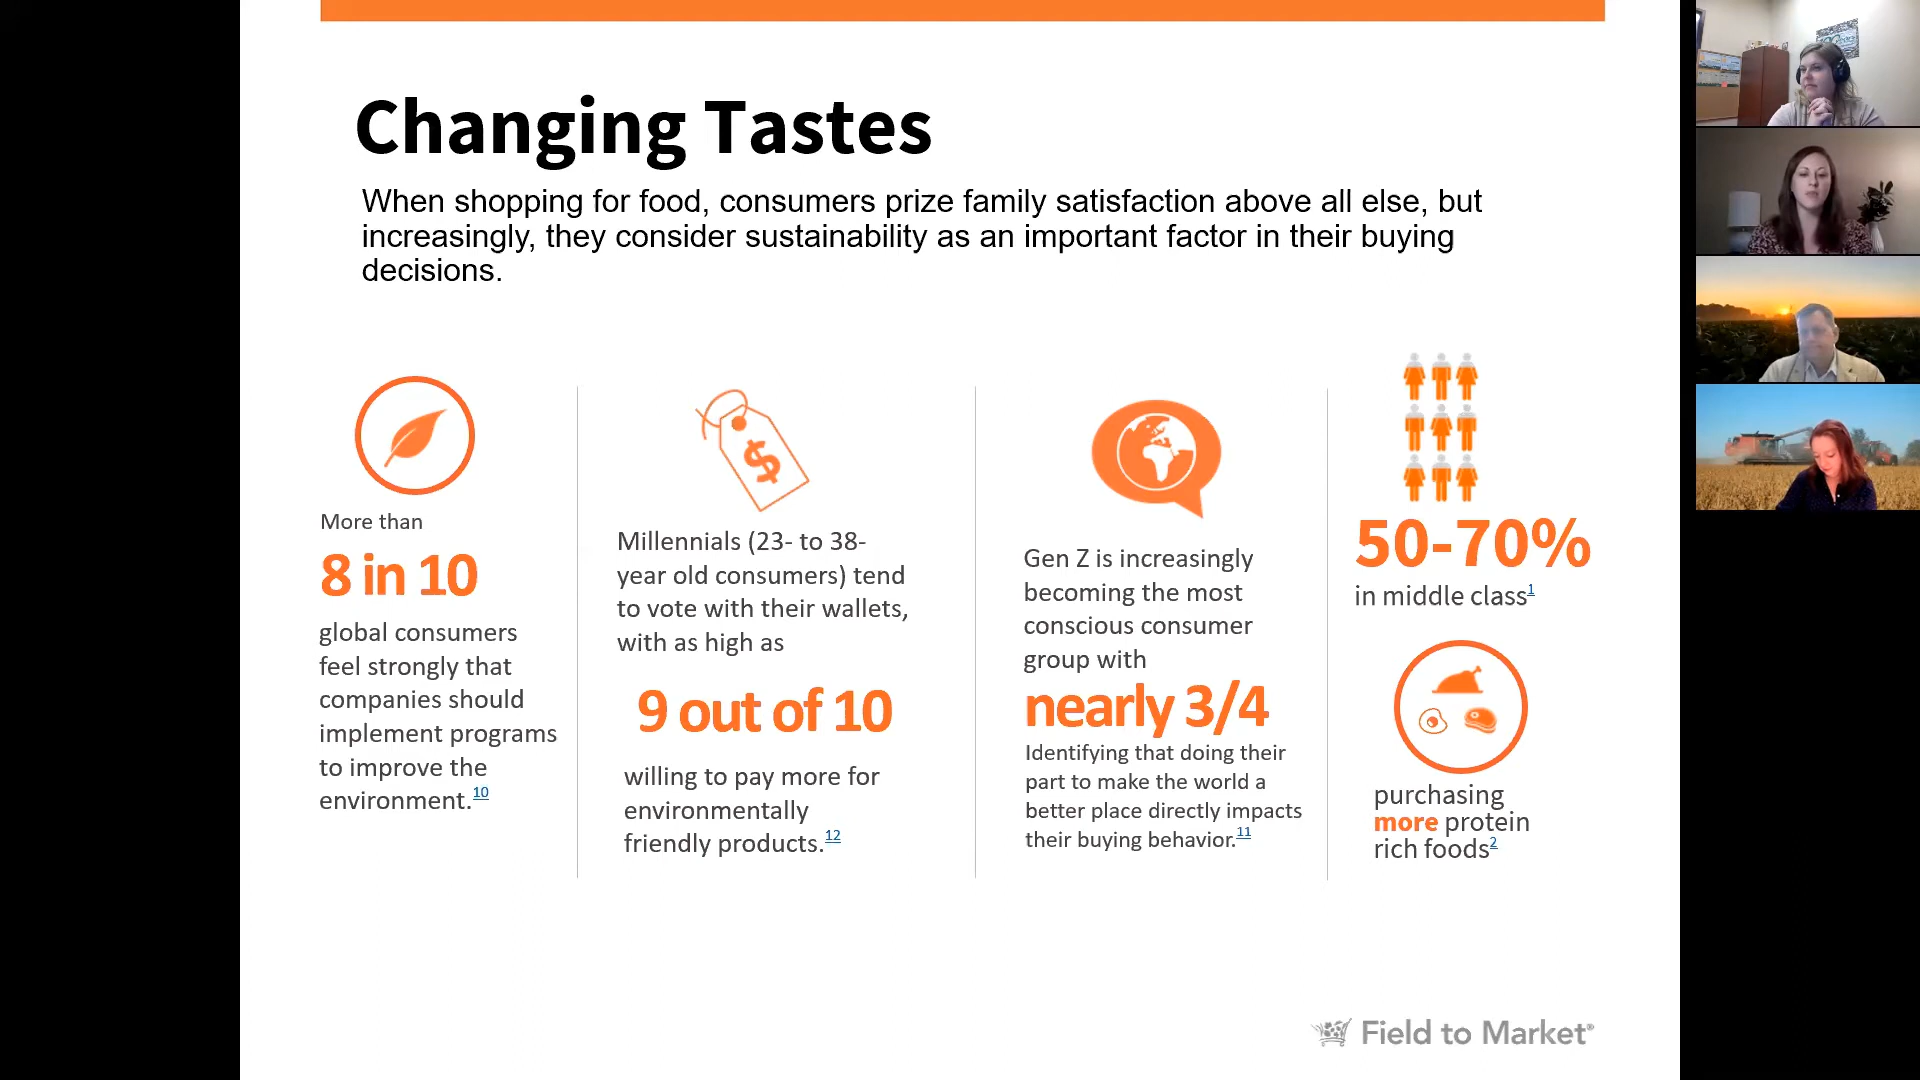 Changing Tastes
When shopping for food, consumers prize family satisfaction above all else, but
increasingly, they consider sustainability as an important factor in their buying
decisions.
More than
8 in 10
global consumers
feel strongly that
companies should
implement programs
to improve the
environment.10
$
Millennials (23- to 38-
year old consumers) tend
to vote with their wallets,
with as high as
9 out of 10
willing to pay more for
environmentally
friendly products.12
Gen Z is increasingly
becoming the most
conscious consumer
group with
nearly 3/4
Identifying that doing their
part to make the world a
better place directly impacts
their buying behavior.11
50-70%
in middle class1
purchasing
more protein
rich foods2
Field to Market®